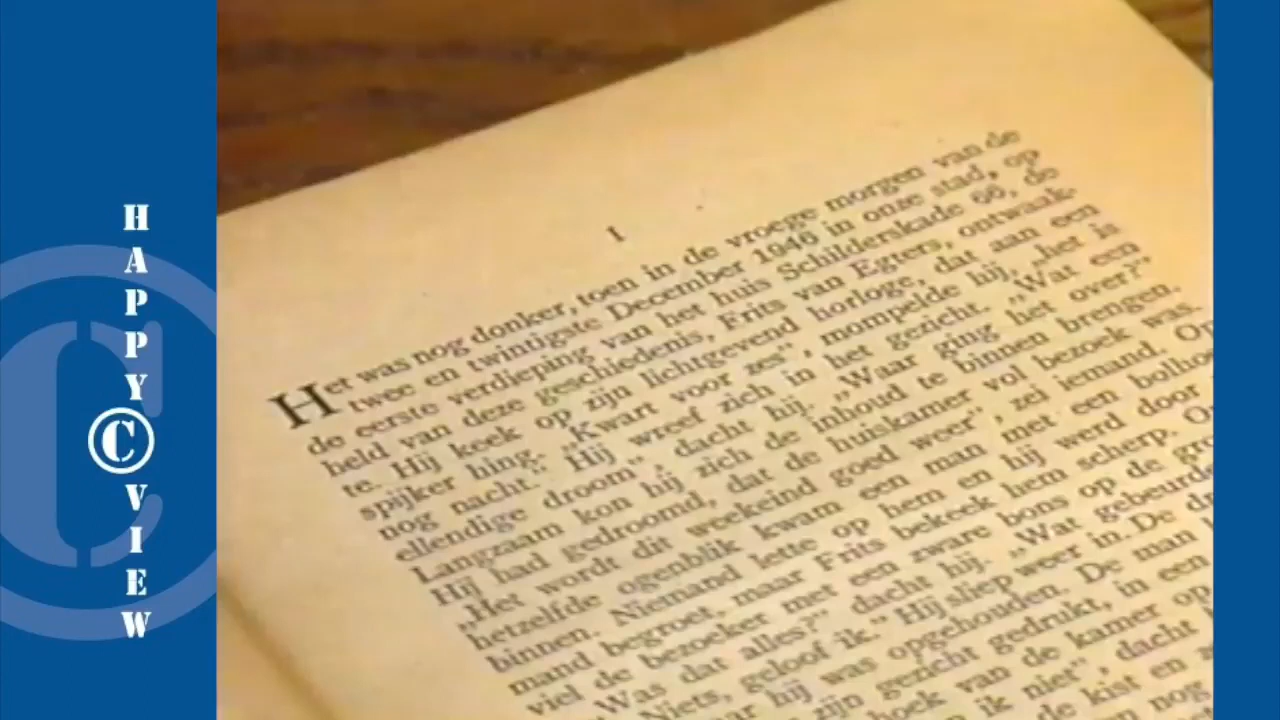 HAPPY
©
VIEW
I
Het was nog donker, toen in de vroege morgen van de
twee en twintigste December 1946 in onze stad, op
de eerste verdieping van het huis Schilderskade 66, de
held van deze geschiedenis, Frits van Egters, ontwaak-
te. Hij keek op zijn lichtgevend horloge, dat aan een
spijker hing. „Kwart voor zes", mompelde hij, „het is
nog nacht." Hij wreef zich in het gezicht. „Wat een
ellendige droom", dacht hij. „Waar ging het over?"
Langzaam kon hij zich de inhoud te binnen brengen.
Hij had gedroomd, dat de huiskamer vol bezoek was.
„Het wordt dit weekeind goed weer", zei iemand. Op
hetzelfde ogenblik kwam een man met een bolhoe
binnen. Niemand lette op hem en hij werd door
mand begroet, maar Frits bekeek hem scherp. O
viel de bezoeker met een zware bons op de gro
„Was dat alles?" dacht hij. „Wat gebeurde
Niets, geloof ik." Hij sliep weer in. De dr
ar hij was opgehouden. De man
zijn gezicht gedrukt, in een
hoek van de kamer op
n ik niet", dacht
de kist en
n nog